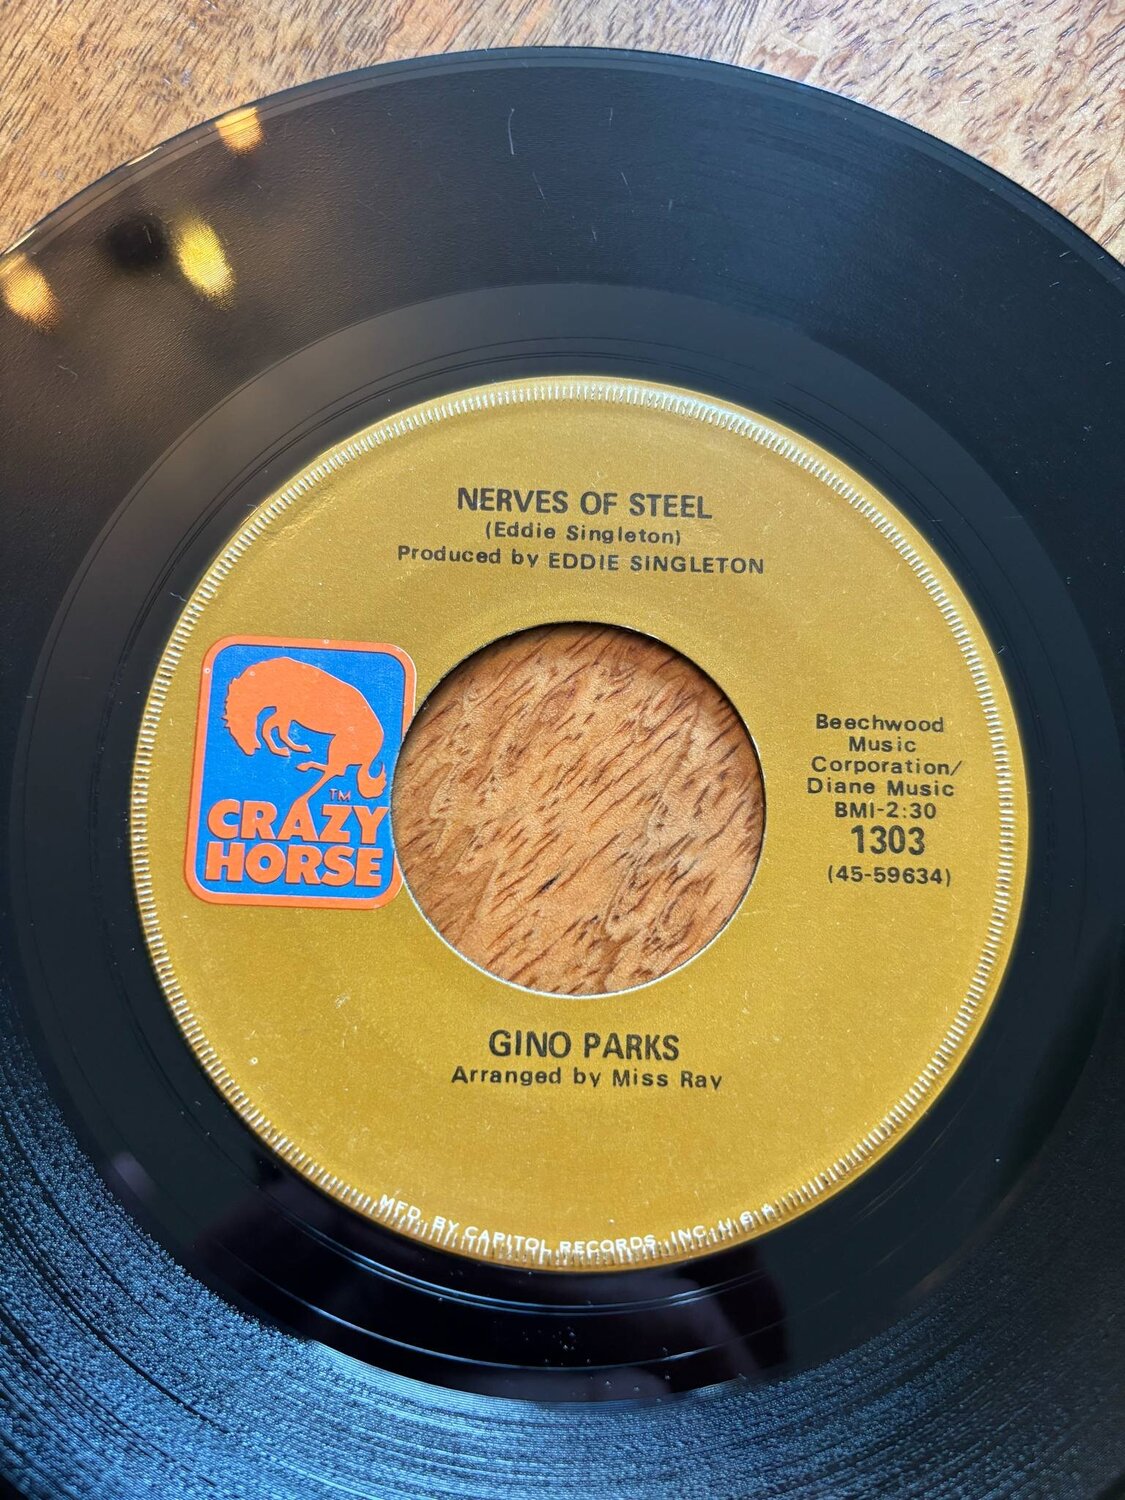 NERVES OF STEEL
(Eddie Singleton)
Produced by EDDIE SINGLETON
TM
CRAZY
HORSE
Beechwood
Music
Corporation/
Diane Music
BMI-2:30
1303
(45-59634)
GINO PARKS
Arranged by Miss Ray
MFD. BY CAPITOL RECORDS, INC. U.S.A.